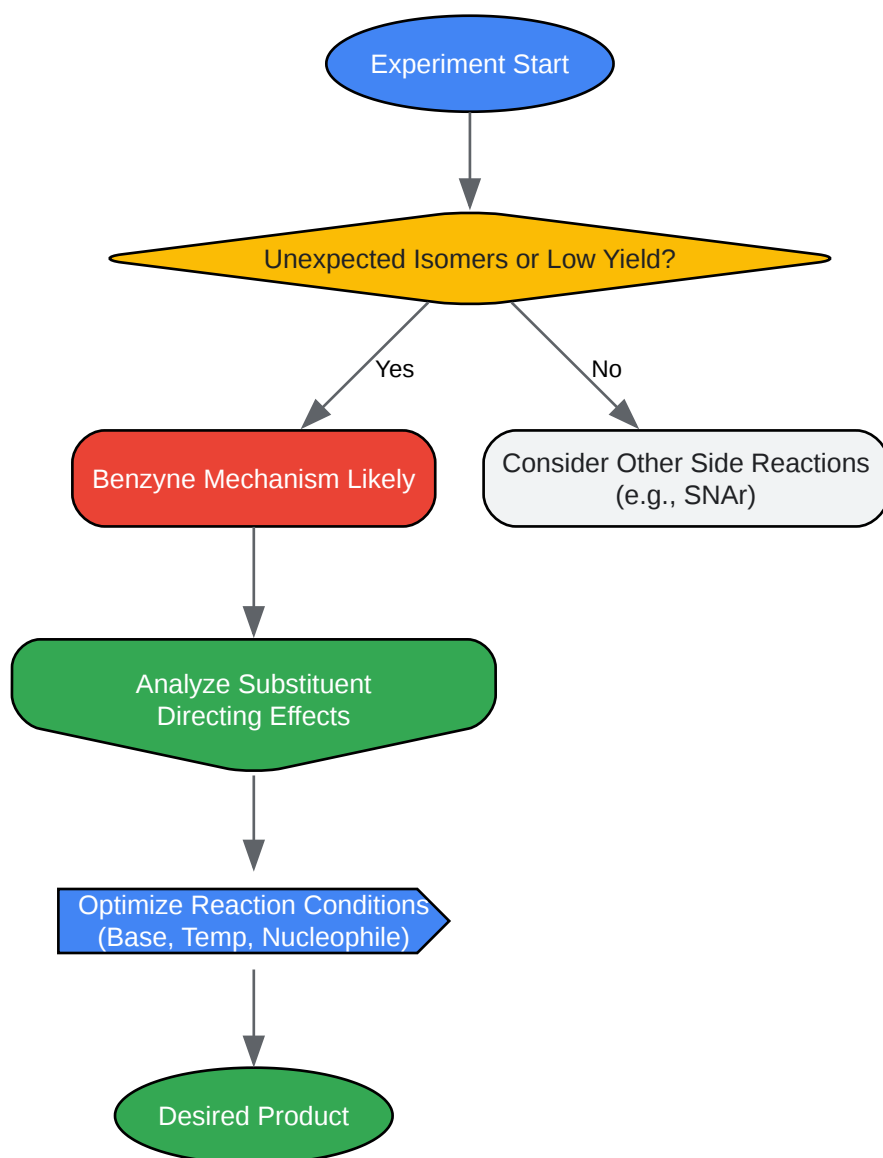 Experiment Start
Unexpected Isomers or Low Yield?
Yes
No
Benzyne Mechanism Likely
Consider Other Side Reactions
(e.g., SNAr)
Analyze Substituent
Directing Effects
Optimize Reaction Conditions
(Base, Temp, Nucleophile)
Desired Product